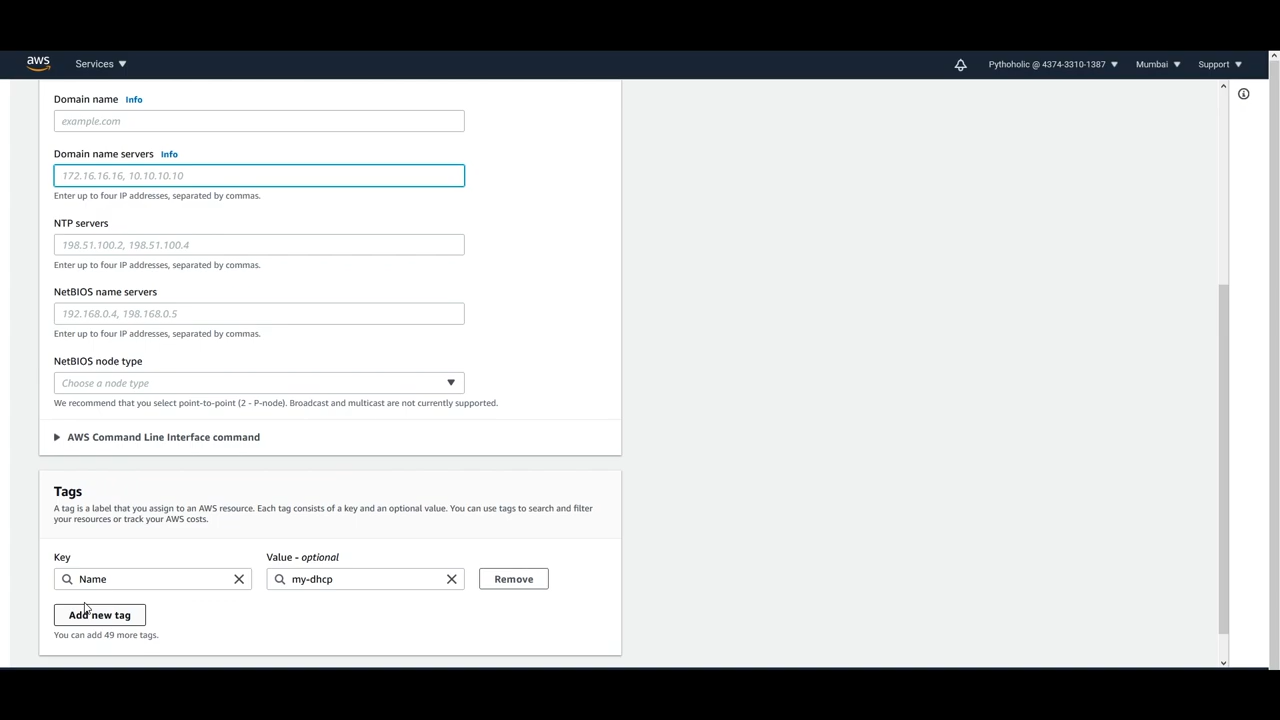 aws Services Pythoholic @ 4374-3310-1387 Mumbai Support
Domain name Info
example.com
Domain name servers Info
172.16.16.16, 10.10.10.10
Enter up to four IP addresses, separated by commas.
NTP servers
198.51.100.2, 198.51.100.4
Enter up to four IP addresses, separated by commas.
NetBIOS name servers
192.168.0.4, 198.168.0.5
Enter up to four IP addresses, separated by commas.
NetBIOS node type
Choose a node type
We recommend that you select point-to-point (2 - P-node). Broadcast and multicast are not currently supported.
AWS Command Line Interface command
Tags
A tag is a label that you assign to an AWS resource. Each tag consists of a key and an optional value. You can use tags to search and filter
your resources or track your AWS costs.
Key Value - optional
Name my-dhcp Remove
Add new tag
You can add 49 more tags.